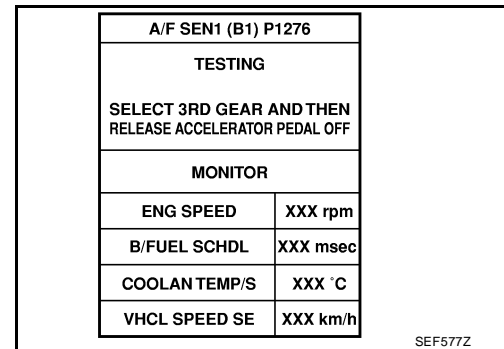 A/F SEN1 (B1) P1276
TESTING
SELECT 3RD GEAR AND THEN
RELEASE ACCELERATOR PEDAL OFF
MONITOR
ENG SPEED XXX rpm
B/FUEL SCHDL XXX msec
COOLAN TEMP/S XXX °C
VHCL SPEED SE XXX km/h
SEF577Z